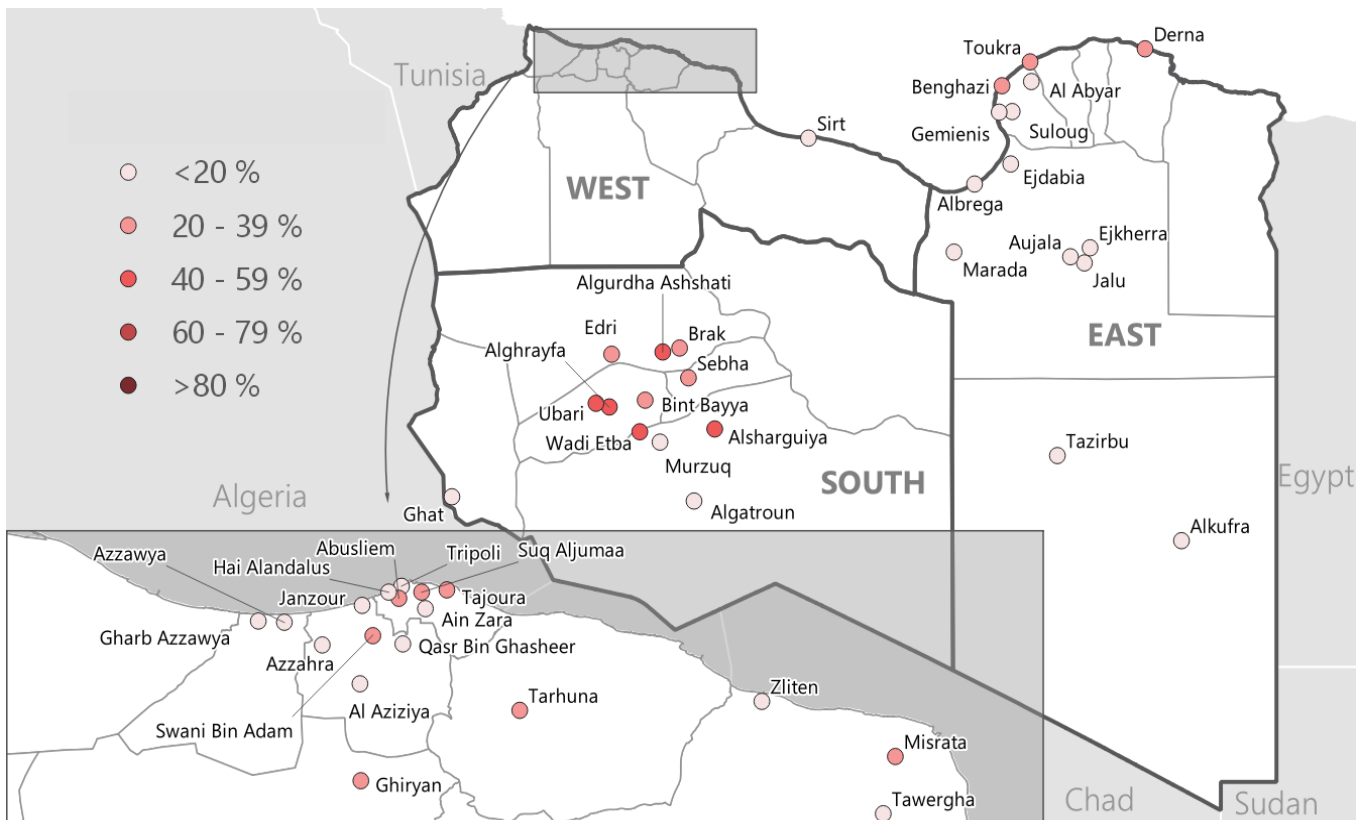 Tunisia
Toukra
Derna
Benghazi
Al Abyar
Sirt
Gemienis
Suloug
<20 %
WEST
Ejdabia
Albrega
20 - 39 %
Aujala
Ejkherra
Marada
Jalu
40 - 59 %
Algurdha Ashshati
60 - 79 %
Edri
Brak
EAST
Alghrayfa
Sebha
>80 %
Ubari
Bint Bayya
Wadi Etba
Alsharguiya
Tazirbu
Murzuq
SOUTH
Egypt
Algeria
Ghat
Algatroun
Alkufra
Azzawya
Abusliem
Tripoli
Suq Aljumaa
Hai Alandalus
Janzour
Tajoura
Ain Zara
Gharb Azzawya
Azzahra
Qasr Bin Ghasheer
Zliten
Al Aziziya
Tarhuna
Swani Bin Adam
Misrata
Ghiryan
Tawergha
Chad
Sudan